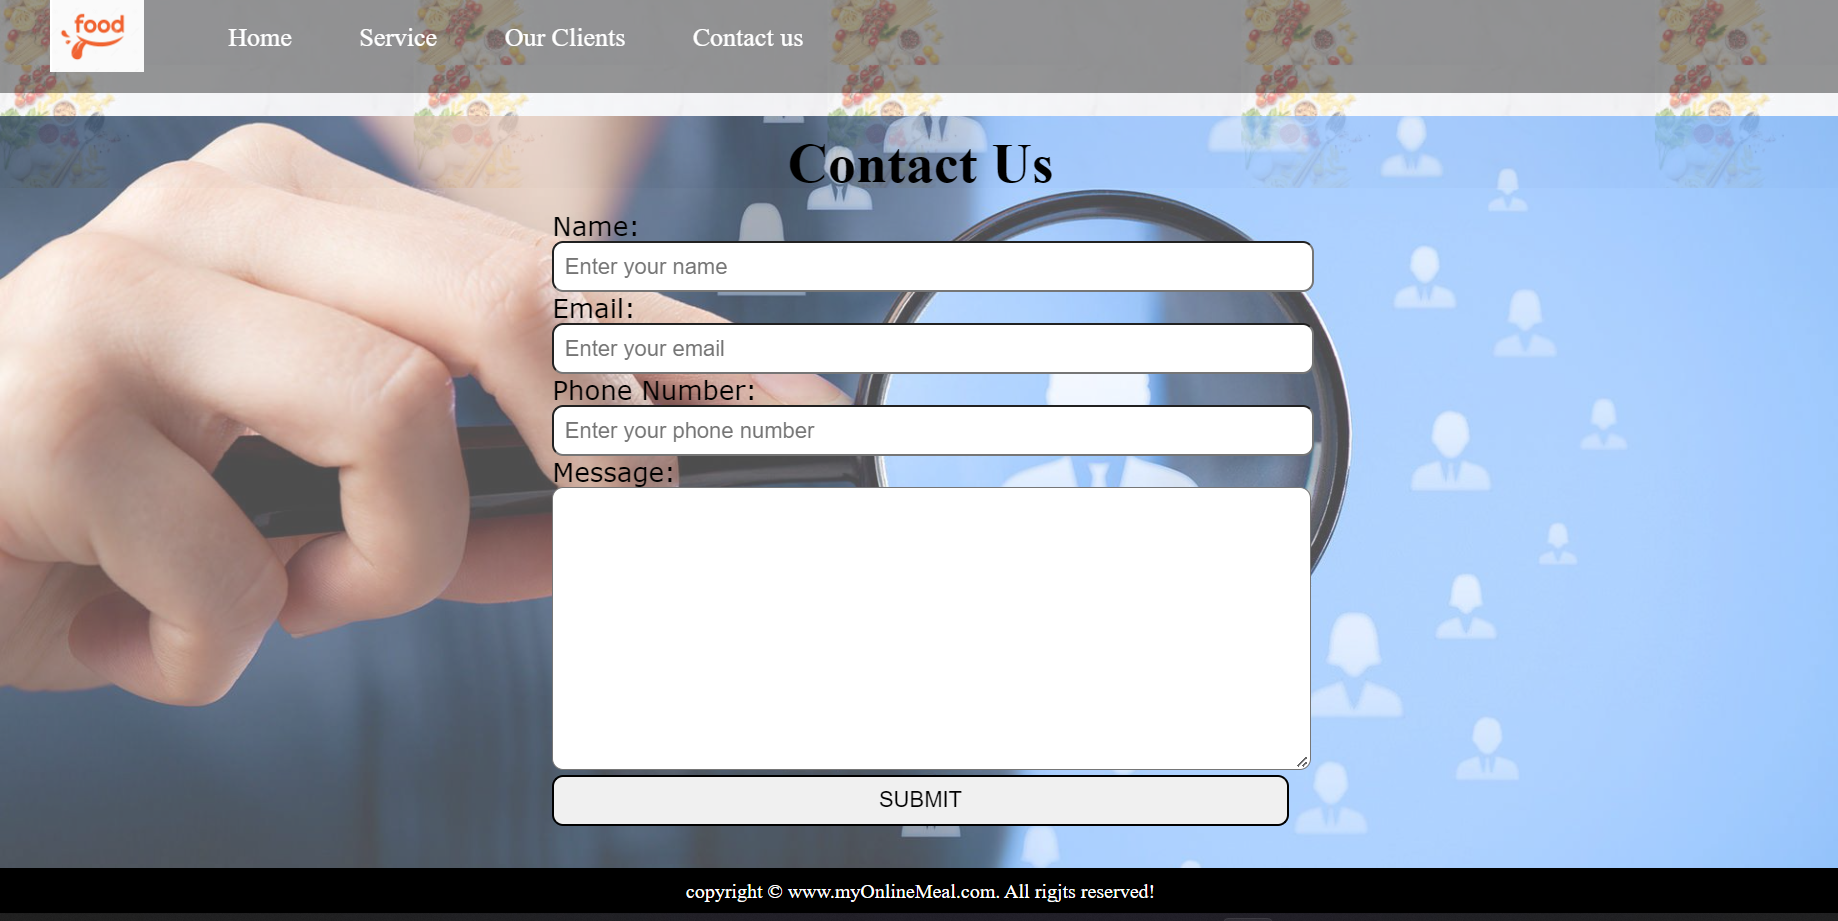 food
Home Service Our Clients Contact us
Contact Us
Name:
Enter your name
Email:
Enter your email
Phone Number:
Enter your phone number
Message:
SUBMIT
copyright © www.myOnlineMeal.com. All rigjts reserved!